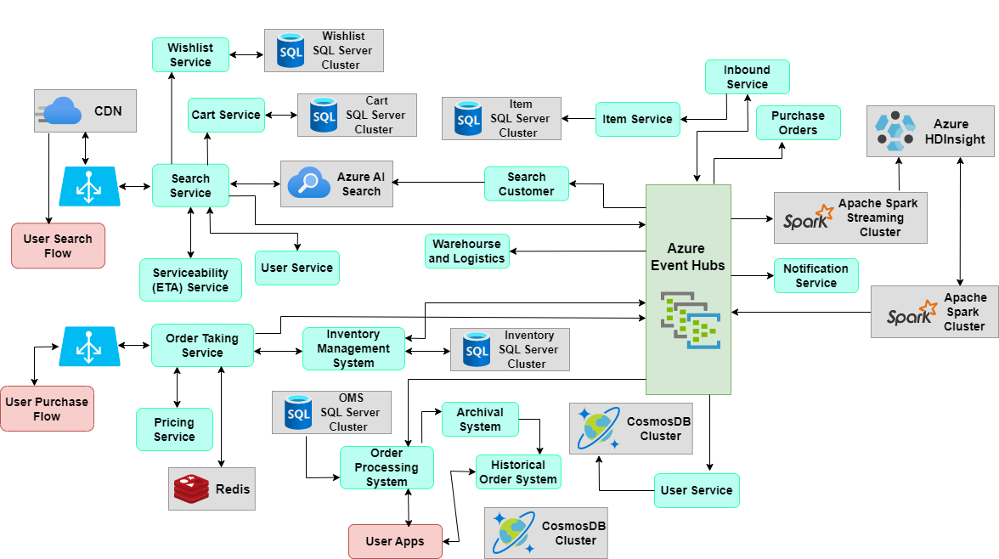 Wishlist
Service
Wishlist
SQL Server
Cluster
SQL
CDN
Cart Service
Cart
SQL Server
Cluster
SQL
Search
Service
Azure AI
Search
Search
Customer
User Search
Flow
Serviceability
(ETA) Service
User Service
Warehourse
and Logistics
Item
SQL Server
Cluster
SQL
Item Service
Inbound
Service
Purchase
Orders
Azure
HDInsight
Azure
Event Hubs
Spark
Apache Spark
Streaming
Cluster
Notification
Service
Spark
Apache
Spark
Cluster
User Purchase
Flow
Order Taking
Service
Inventory
Management
System
Inventory
SQL Server
Cluster
SQL
Pricing
Service
Redis
OMS
SQL Server
Cluster
SQL
Archival
System
Order
Processing
System
Historical
Order System
User Apps
CosmosDB
Cluster
CosmosDB
Cluster
User Service